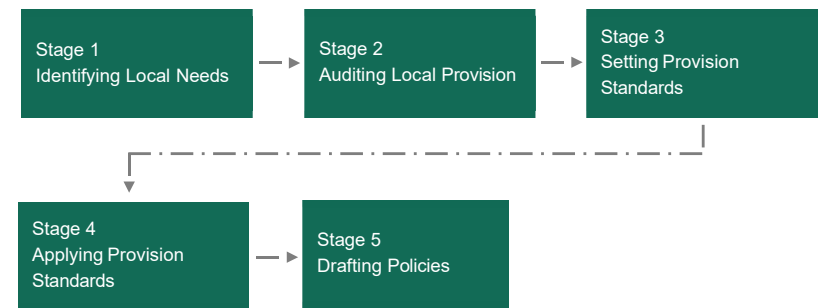 Stage 1
Identifying Local Needs
Stage 2
Auditing Local Provision
Stage 3
Setting Provision
Standards
Stage 4
Applying Provision
Standards
Stage 5
Drafting Policies